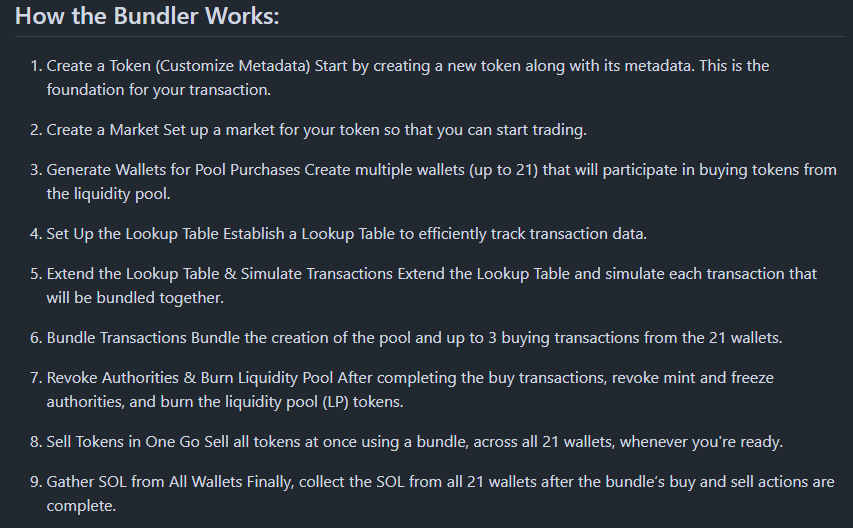 How the Bundler Works:
1. Create a Token (Customize Metadata) Start by creating a new token along with its metadata. This is the
foundation for your transaction.
2. Create a Market Set up a market for your token so that you can start trading.
3. Generate Wallets for Pool Purchases Create multiple wallets (up to 21) that will participate in buying tokens from
the liquidity pool.
4. Set Up the Lookup Table Establish a Lookup Table to efficiently track transaction data.
5. Extend the Lookup Table & Simulate Transactions Extend the Lookup Table and simulate each transaction that
will be bundled together.
6. Bundle Transactions Bundle the creation of the pool and up to 3 buying transactions from the 21 wallets.
7. Revoke Authorities & Burn Liquidity Pool After completing the buy transactions, revoke mint and freeze
authorities, and burn the liquidity pool (LP) tokens.
8. Sell Tokens in One Go Sell all tokens at once using a bundle, across all 21 wallets, whenever you're ready.
9. Gather SOL from All Wallets Finally, collect the SOL from all 21 wallets after the bundle's buy and sell actions are
complete.